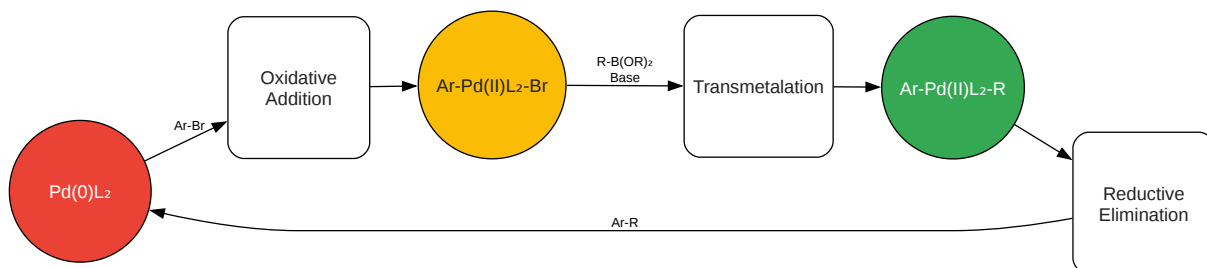 Pd(0)L₂
Ar-Br
Oxidative
Addition
Ar-Pd(II)L₂-Br
R-B(OR)₂
Base
Transmetalation
Ar-Pd(II)L₂-R
Reductive
Elimination
Ar-R